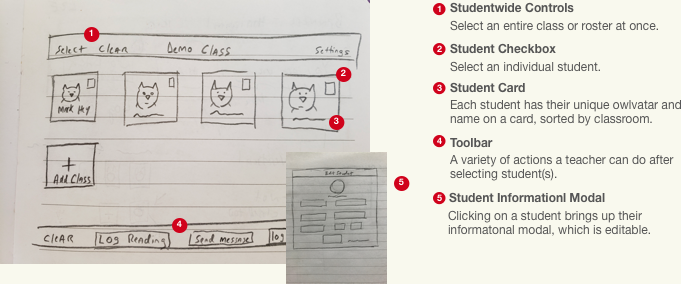 Select CLEAR Demo CLASS Settings
1
2
Mark Hy
3
+
Add Class
4
CLEAR Log Reading Send message log
5
1 Studentwide Controls
Select an entire class or roster at once.
2 Student Checkbox
Select an individual student.
3 Student Card
Each student has their unique owlvatar and
name on a card, sorted by classroom.
4 Toolbar
A variety of actions a teacher can do after
selecting student(s).
5 Student Informationl Modal
Clicking on a student brings up their
informatonal modal, which is editable.